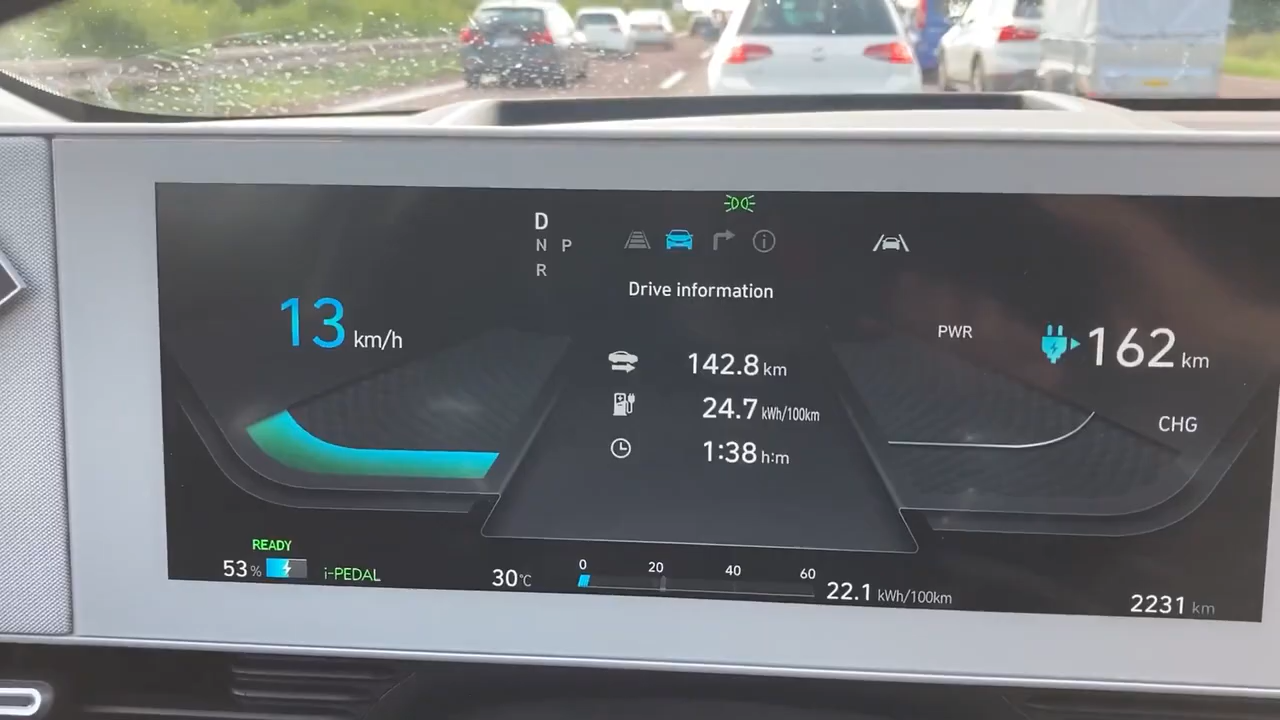 D
N P
R
Drive information
13 km/h
PWR
162 km
142.8 km
24.7 kWh/100km
CHG
1:38 h:m
READY
53 % i-PEDAL
30°C
0 20 40 60
22.1 kWh/100km
2231 km